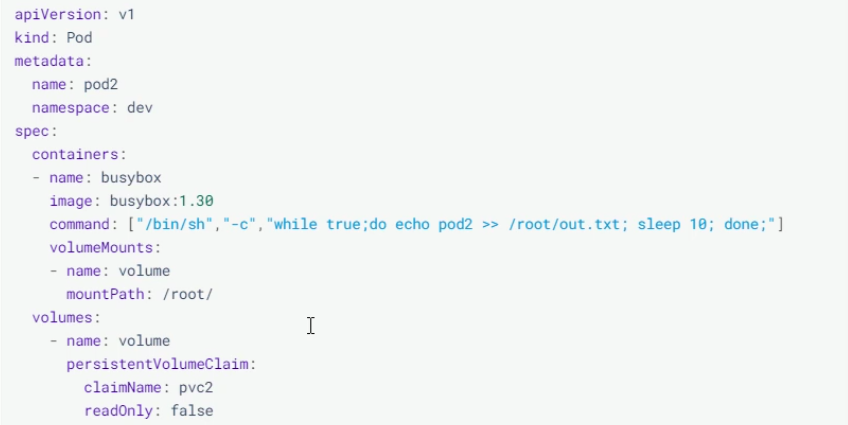 apiVersion: v1
kind: Pod
metadata:
  name: pod2
  namespace: dev
spec:
  containers:
  - name: busybox
    image: busybox:1.30
    command: ["/bin/sh","-c","while true;do echo pod2 >> /root/out.txt; sleep 10; done;"]
    volumeMounts:
    - name: volume
      mountPath: /root/
  volumes:
    - name: volume
      persistentVolumeClaim:
        claimName: pvc2
        readOnly: false